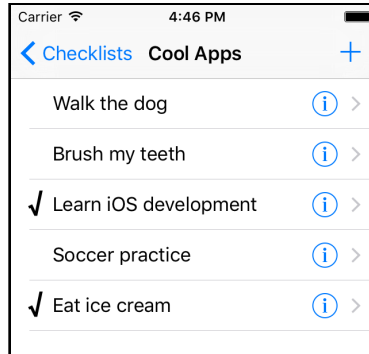 Carrier 4:46 PM
Checklists Cool Apps +
Walk the dog
Brush my teeth
√ Learn iOS development
Soccer practice
√ Eat ice cream